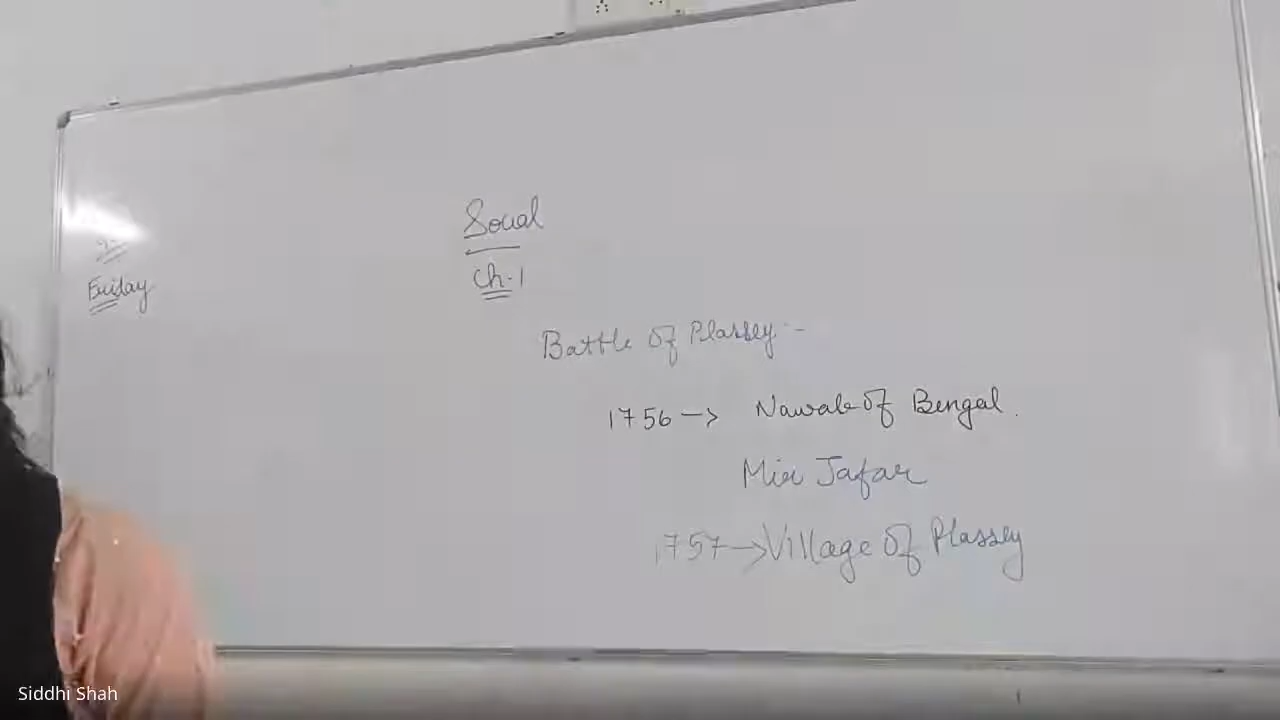 Social
Ch.1
Friday
Battle of Plassey :-
1756 → Nawab of Bengal.
Mir Jafar
1757 → Village of Plassey
Siddhi Shah